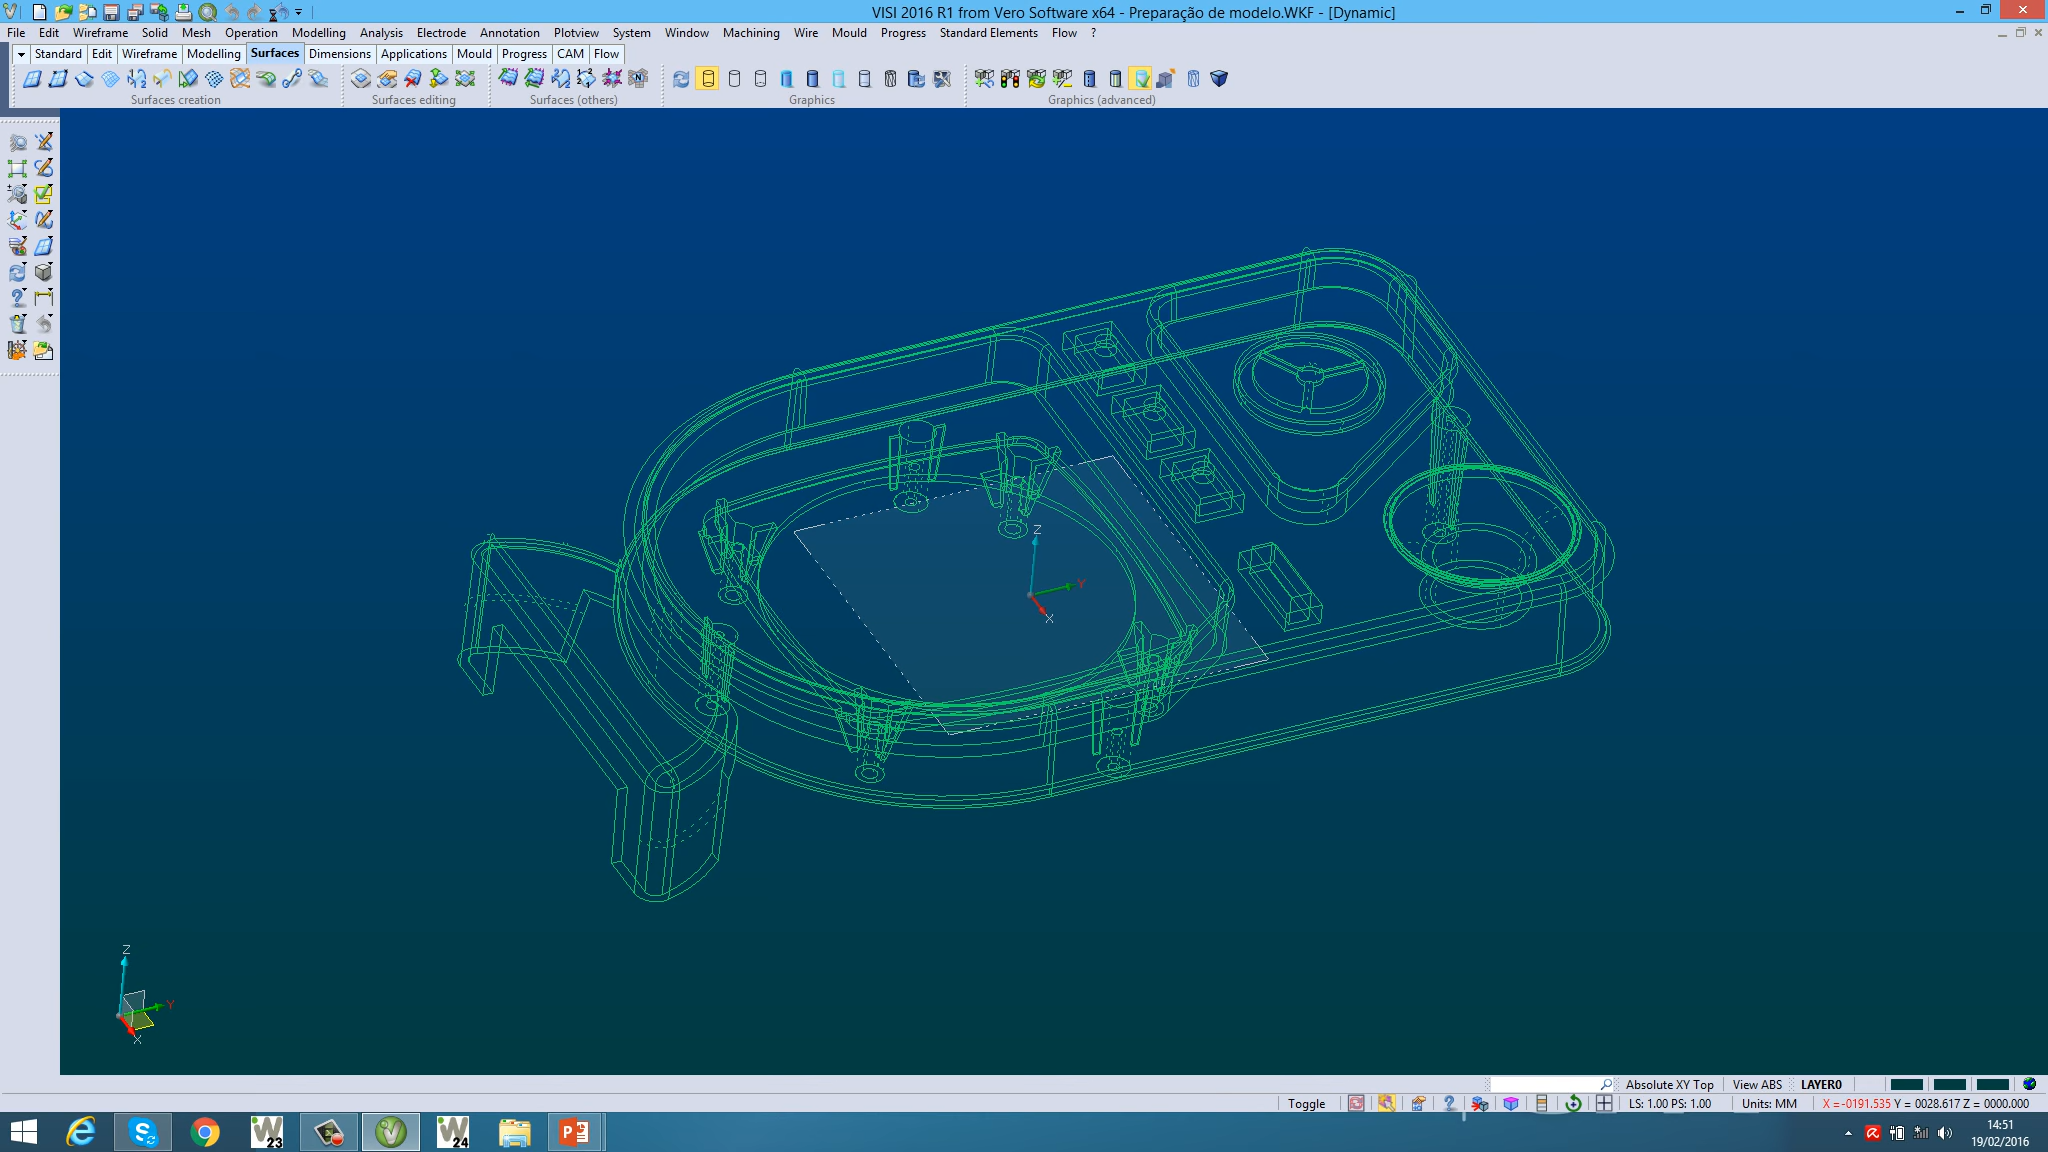 VISI 2016 R1 from Vero Software x64 - Preparação de modelo.WKF - [Dynamic]
File Edit Wireframe Solid Mesh Operation Modelling Analysis Electrode Annotation Plotview System Window Machining Wire Mould Progress Standard Elements Flow ?
Standard Edit Wireframe Modelling Surfaces Dimensions Applications Mould Progress CAM Flow
Surfaces creation Surfaces editing Surfaces (others) Graphics Graphics (advanced)
Z
Y
X
Z
Y
X
Absolute XY Top View ABS LAYER0
Toggle LS: 1.00 PS: 1.00 Units: MM X =-0191.535 Y = 0028.617 Z = 0000.000
W 23 W 24 P
14:51
19/02/2016